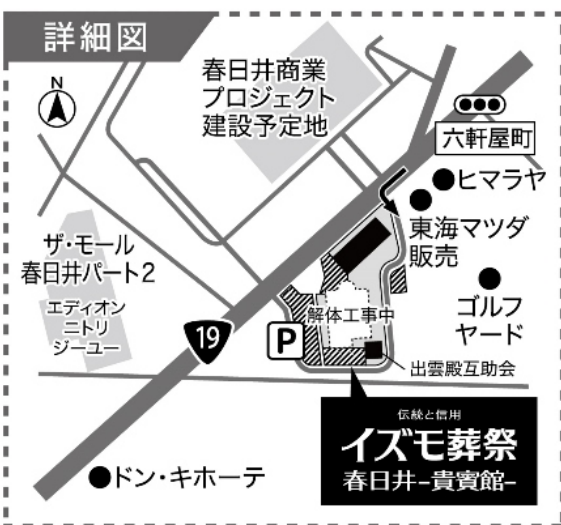 詳細図
N
春日井商業
プロジェクト
建設予定地
六軒屋町
ヒマラヤ
東海マツダ
販売
ザ・モール
春日井パート2
エディオン
ニトリ
ジーユー
ゴルフ
ヤード
解体工事中
19
P
出雲殿互助会
伝統と信用
イズモ葬祭
春日井-貴賓館-
ドン・キホーテ